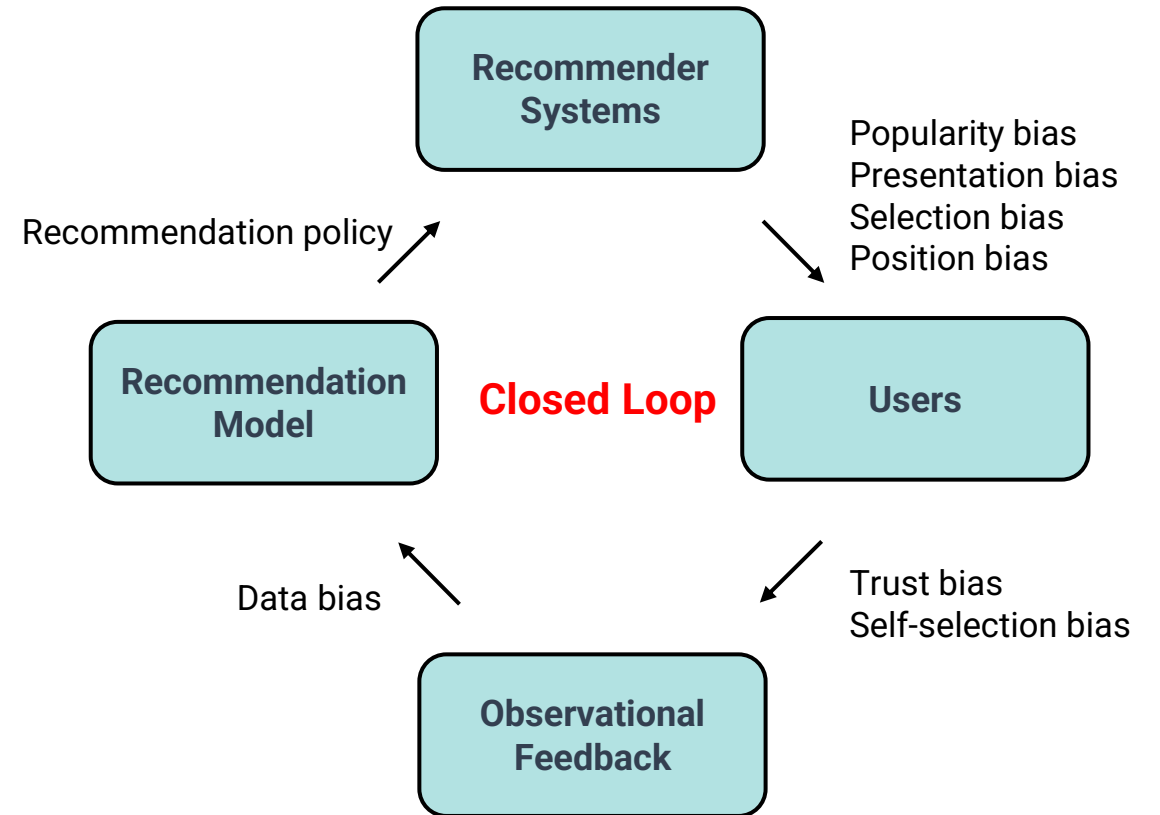 Recommender
Systems
Popularity bias
Presentation bias
Selection bias
Position bias
Recommendation policy
Recommendation
Model
Closed Loop
Users
Data bias
Trust bias
Self-selection bias
Observational
Feedback